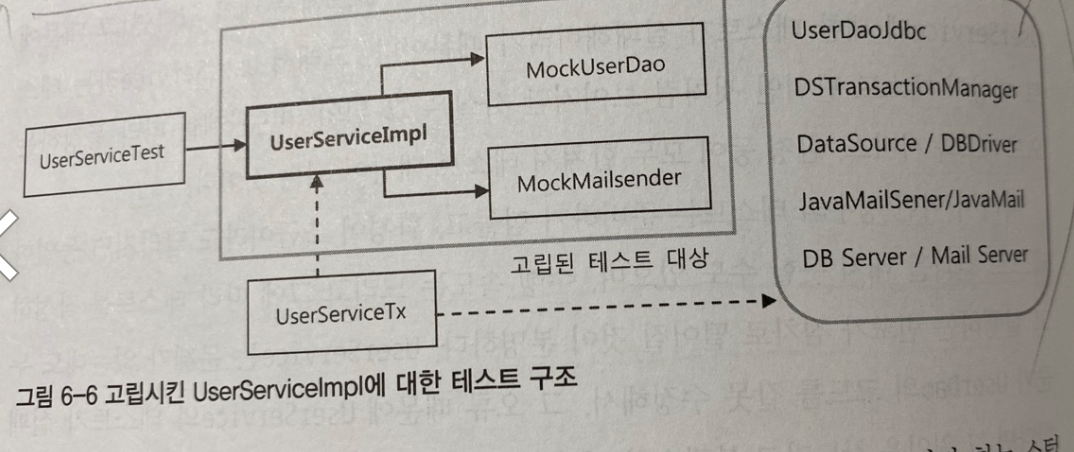 UserServiceTest
UserServiceImpl
MockUserDao
MockMailsender
고립된 테스트 대상
UserServiceTx
UserDaoJdbc
DSTransactionManager
DataSource / DBDriver
JavaMailSener/JavaMail
DB Server / Mail Server
그림 6-6 고립시킨 UserServiceImpl에 대한 테스트 구조